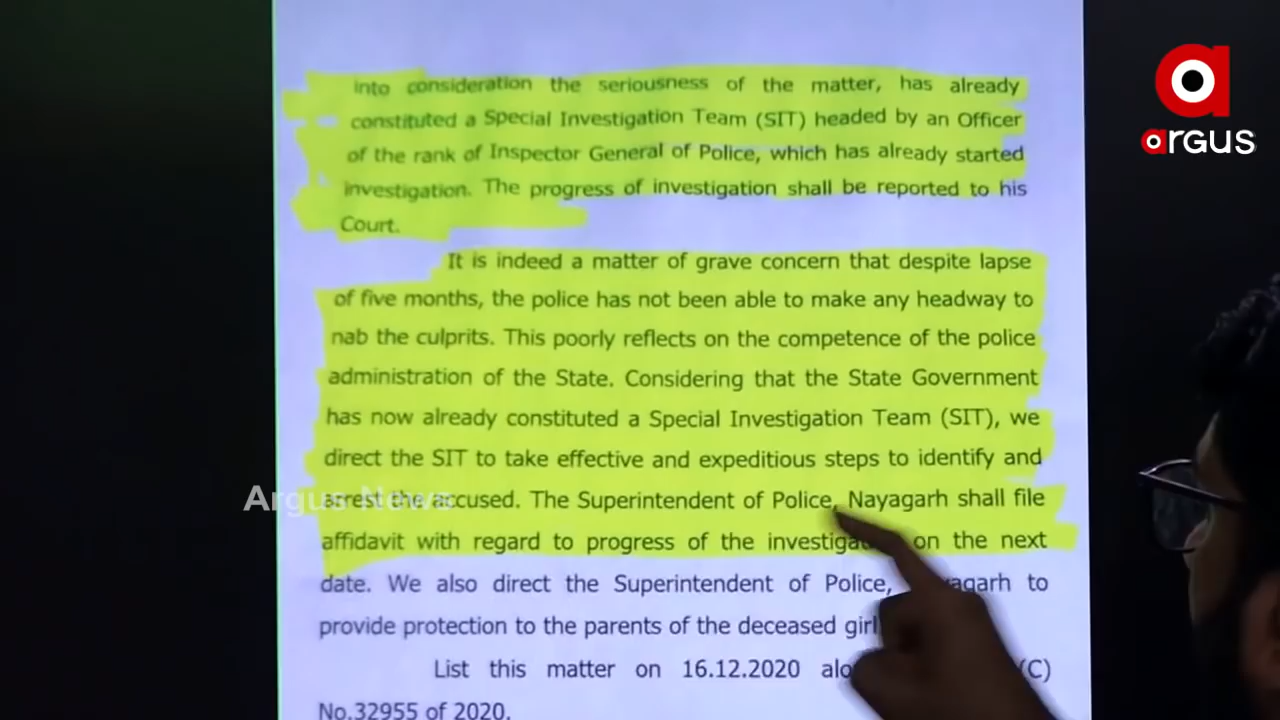 into consideration the seriousness of the matter, has already
constituted a Special Investigation Team (SIT) headed by an Officer
of the rank of Inspector General of Police, which has already started
investigation. The progress of investigation shall be reported to his
Court.
It is indeed a matter of grave concern that despite lapse
of five months, the police has not been able to make any headway to
nab the culprits. This poorly reflects on the competence of the police
administration of the State. Considering that the State Government
has now already constituted a Special Investigation Team (SIT), we
direct the SIT to take effective and expeditious steps to identify and
arrest the accused. The Superintendent of Police, Nayagarh shall file
affidavit with regard to progress of the on the next
date. We also direct the Superintendent of Police, to
provide protection to the parents of the deceased girl
List this matter on 16.12.2020 (C)
No.32955 of 2020.
argus
Argus News